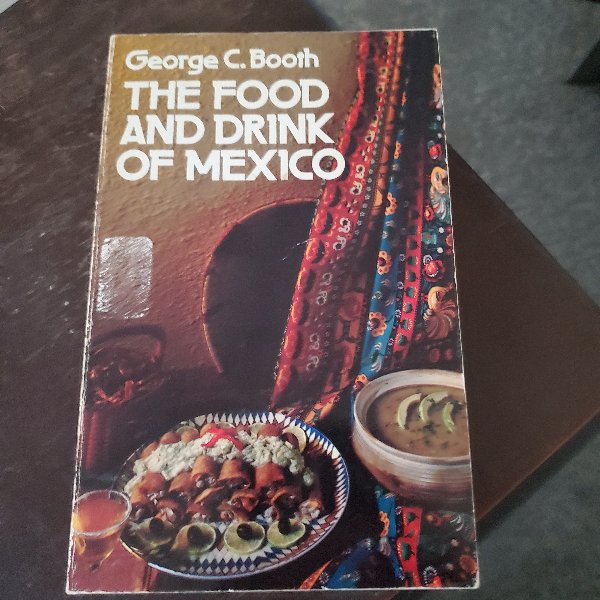 George C. Booth
THE FOOD
AND DRINK
OF MEXICO